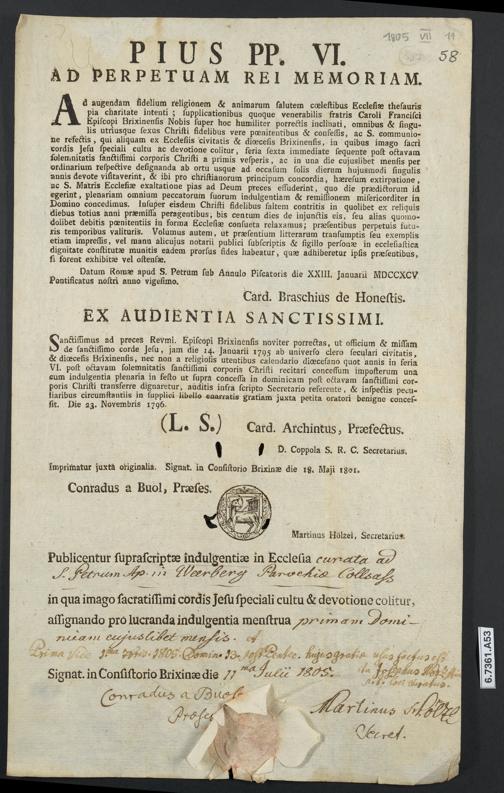 1805 VII 11
58
PIUS PP. VI.
AD PERPETUAM REI MEMORIAM.
Ad augendam fidelium religionem & animarum salutem cœlestibus Ecclesiæ thesauris
pia charitate intenti; supplicationibus quoque venerabilis fratris Caroli Francisci
Episcopi Brixinensis Nobis super hoc humiliter porrectis inclinati, omnibus & singu-
lis utriusque sexus Christi fidelibus vere pœnitentibus & confessis, ac S. communio-
ne refectis, qui aliquam ex Ecclesiis civitatis & diœcesis Brixinensis, in quibus imago sacri
cordis Jesu speciali cultu ac devotione colitur, feria sexta immediate sequente post octavam
solemnitatis sanctissimi corporis Christi a primis vesperis, ac in una die cujuslibet mensis per
ordinarium respective designanda ab ortu usque ad occasum solis dierum hujusmodi singulis
annis devote visitaverint, & ibi pro christianorum principum concordia, hæresum extirpatione,
ac S. Matris Ecclesiæ exaltatione pias ad Deum preces effuderint, quo die prædictorum id
egerint, plenariam omnium peccatorum suorum indulgentiam & remissionem misericorditer in
Domino concedimus. Insuper eisdem Christi fidelibus saltem contritis in quolibet ex reliquis
diebus totius anni præmissa peragentibus, bis centum dies de injunctis eis, seu alias quomo-
dolibet debitis pœnitentiis in forma Ecclesiæ consueta relaxamus; præsentibus perpetuis futu-
ris temporibus valituris. Volumus autem, ut præsentium litterarum transumptis seu exemplis
etiam impressis, vel manu alicujus notarii publici subscriptis & sigillo personæ in ecclesiastica
dignitate constitutæ munitis eadem prorsus fides habeatur, quæ adhiberetur ipsis præsentibus,
si forent exhibitæ vel ostensæ.
Datum Romæ apud S. Petrum sub Annulo Piscatoris die XXIII. Januarii MDCCXCV
Pontificatus nostri anno vigesimo.
Card. Braschius de Honestis.
EX AUDIENTIA SANCTISSIMI.
Sanctissimus ad preces Revmi. Episcopi Brixinensis noviter porrectas, ut officium & missam
de sanctissimo corde Jesu, jam die 14. Januarii 1795 ab universo clero seculari civitatis,
& diœcesis Brixinensis, nec non a religiosis utentibus calendario diœcesano quot annis in feria
VI. post octavam solemnitatis sanctissimi corporis Christi recitari concessum imposterum una
cum indulgentia plenaria in festo ut supra concessa in dominicam post octavam sanctissimi cor-
poris Christi transferre dignaretur, auditis infra scripto Secretario referente, & inspectis pecu-
liaribus circumstantiis in supplici libello enarratis gratiam juxta petita oratori benigne conces-
sit. Die 23. Novembris 1796.
(L. S.) Card. Archintus, Præfectus.
D. Coppola S. R. C. Secretarius.
Imprimatur juxta originalia. Signat. in Consistorio Brixinæ die 18. Maji 1801.
Conradus a Buol, Præses.
Martinus Hölzel, Secretarius.
Publicentur suprascriptæ indulgentiæ in Ecclesia curata ad
S. Petrum Ap. in Waerberg Parochiæ Collsass
in qua imago sacratissimi cordis Jesu speciali cultu & devotione colitur,
assignando pro lucranda indulgentia menstrua primam Domi-
nicam cujuslibet mensis.
Signat. in Consistorio Brixinæ die 11ma Julii 1805.
Conradus a Buol
Præses
Martinus Hölzl
Secret.
6.7361.A53